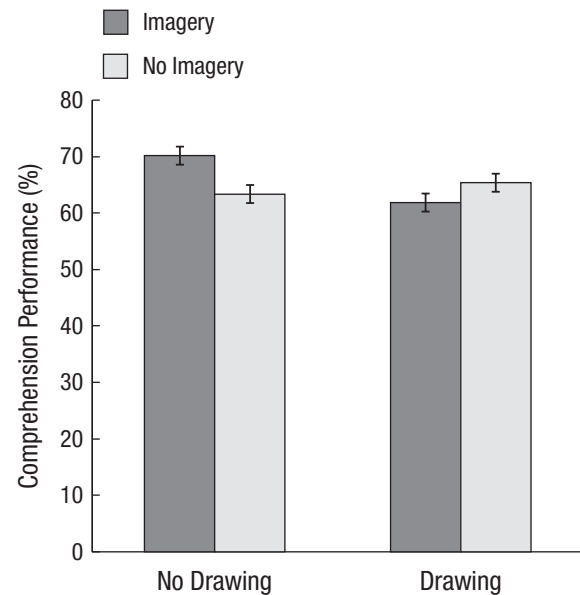 Imagery
No Imagery
Comprehension Performance (%)
80
70
60
50
40
30
20
10
0
No Drawing
Drawing